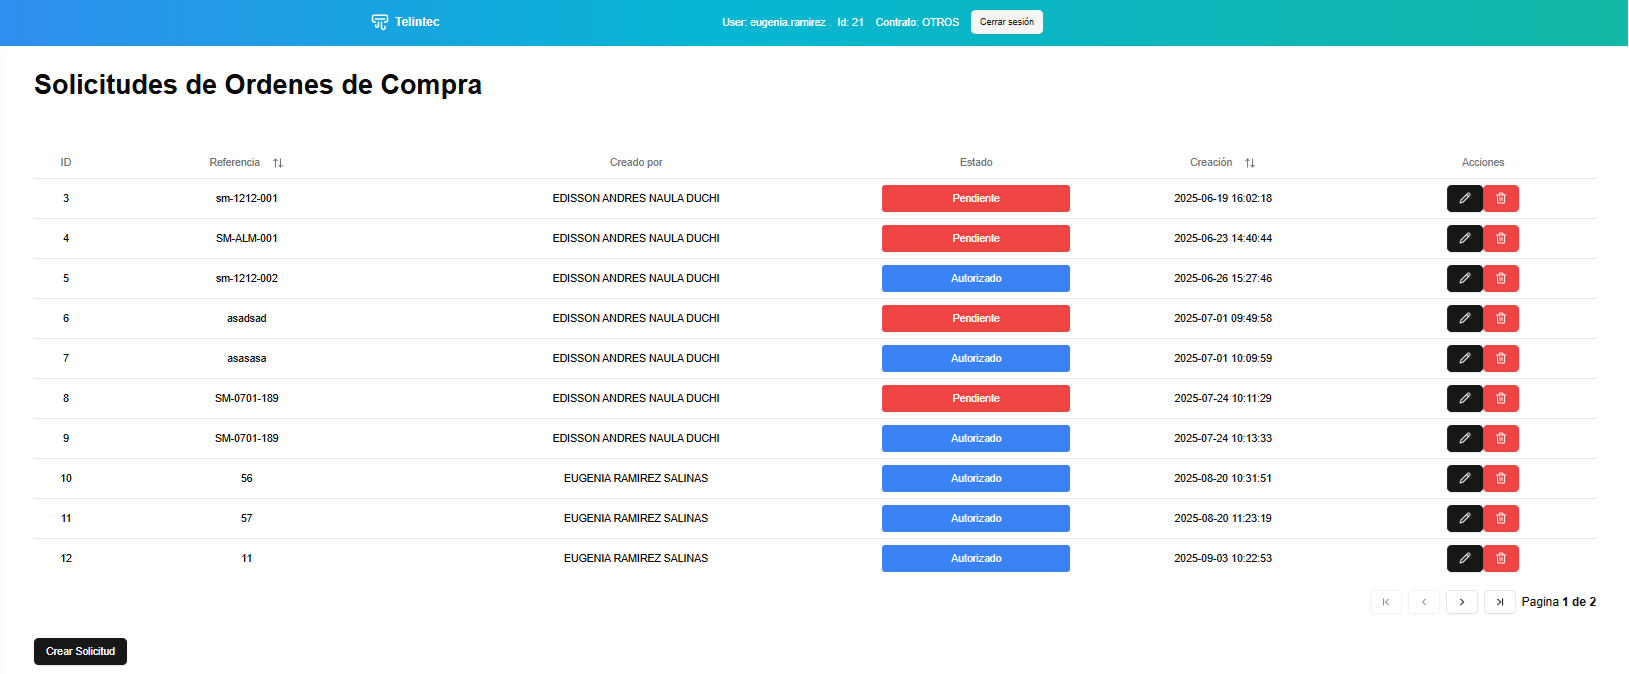 Telintec
User: eugenia.ramirez Id: 21 Contrato: OTROS Cerrar sesión
Solicitudes de Ordenes de Compra
ID Referencia Creado por Estado Creación Acciones
3 sm-1212-001 EDISSON ANDRES NAULA DUCHI Pendiente 2025-06-19 16:02:18
4 SM-ALM-001 EDISSON ANDRES NAULA DUCHI Pendiente 2025-06-23 14:40:44
5 sm-1212-002 EDISSON ANDRES NAULA DUCHI Autorizado 2025-06-26 15:27:46
6 asadsad EDISSON ANDRES NAULA DUCHI Pendiente 2025-07-01 09:49:58
7 asasasa EDISSON ANDRES NAULA DUCHI Autorizado 2025-07-01 10:09:59
8 SM-0701-189 EDISSON ANDRES NAULA DUCHI Pendiente 2025-07-24 10:11:29
9 SM-0701-189 EDISSON ANDRES NAULA DUCHI Autorizado 2025-07-24 10:13:33
10 56 EUGENIA RAMIREZ SALINAS Autorizado 2025-08-20 10:31:51
11 57 EUGENIA RAMIREZ SALINAS Autorizado 2025-08-20 11:23:19
12 11 EUGENIA RAMIREZ SALINAS Autorizado 2025-09-03 10:22:53
Pagina 1 de 2
Crear Solicitud